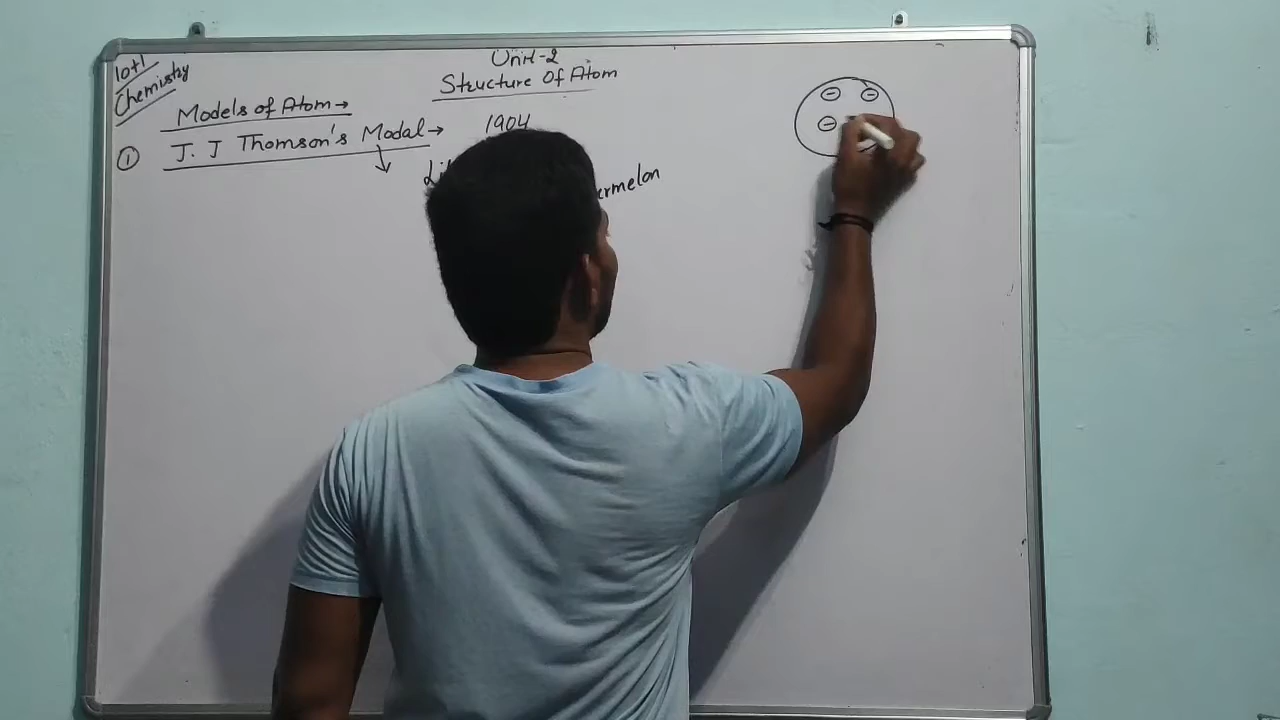 10+1
Chemistry
Unit-2
Structure Of Atom
Models of Atom →
① J. J Thomson's Modal → 1904